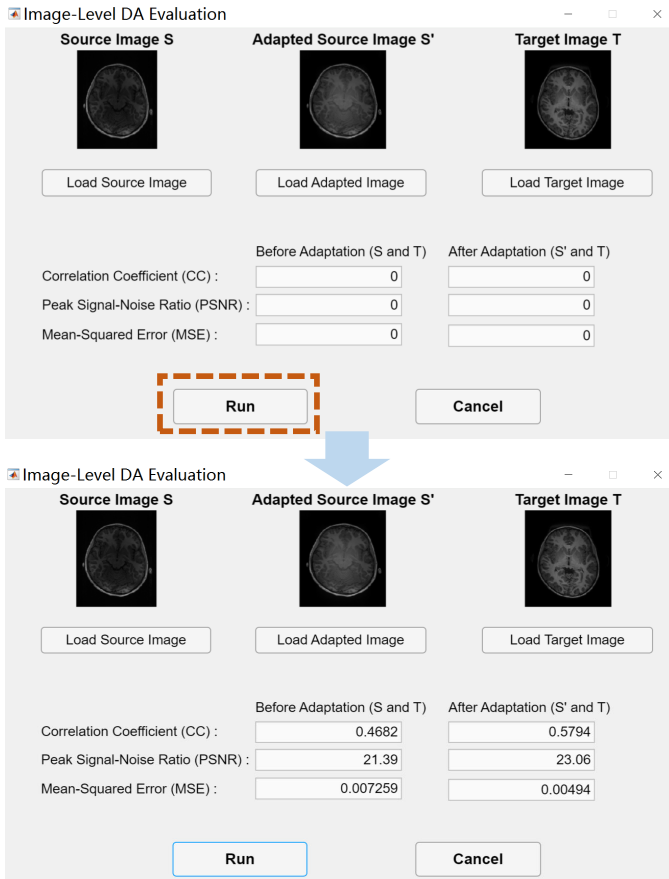 Image-Level DA Evaluation
Source Image S Adapted Source Image S' Target Image T
Load Source Image Load Adapted Image Load Target Image
Before Adaptation (S and T) After Adaptation (S' and T)
Correlation Coefficient (CC) : 0 0
Peak Signal-Noise Ratio (PSNR) : 0 0
Mean-Squared Error (MSE) : 0 0
Run Cancel
Image-Level DA Evaluation
Source Image S Adapted Source Image S' Target Image T
Load Source Image Load Adapted Image Load Target Image
Before Adaptation (S and T) After Adaptation (S' and T)
Correlation Coefficient (CC) : 0.4682 0.5794
Peak Signal-Noise Ratio (PSNR) : 21.39 23.06
Mean-Squared Error (MSE) : 0.007259 0.00494
Run Cancel